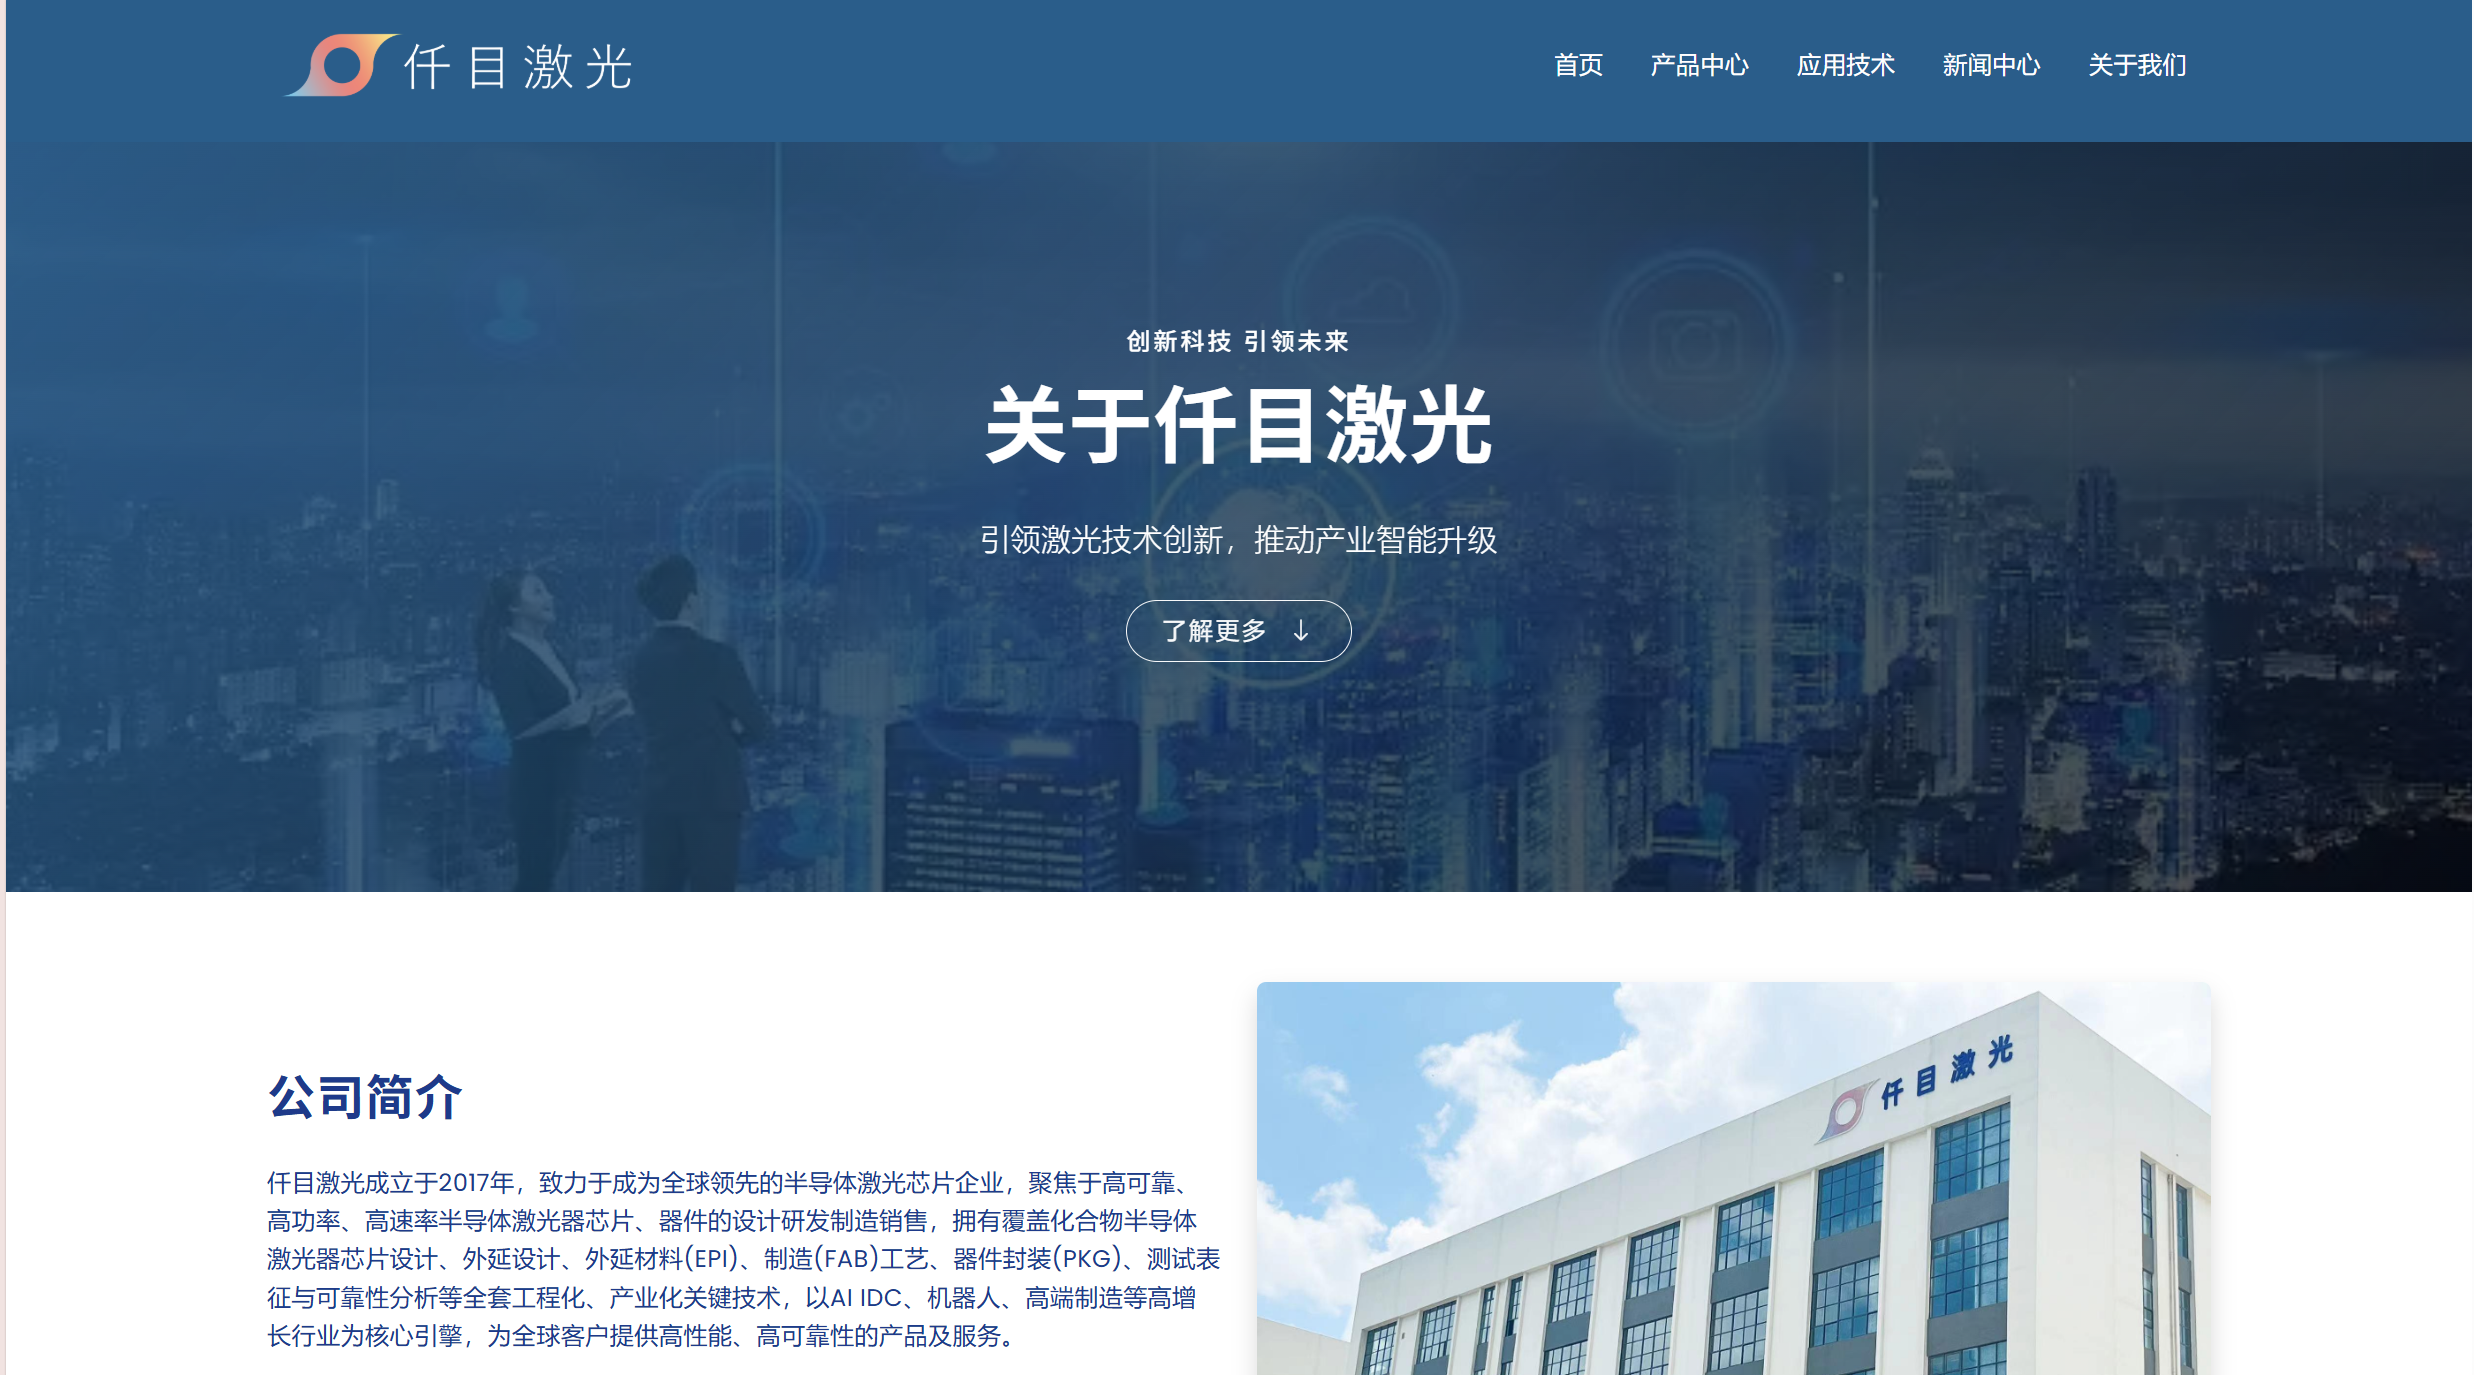 仟目激光
首页 产品中心 应用技术 新闻中心 关于我们
创新科技 引领未来
关于仟目激光
引领激光技术创新，推动产业智能升级
了解更多 ↓
公司简介
仟目激光成立于2017年，致力于成为全球领先的半导体激光芯片企业，聚焦于高可靠、
高功率、高速率半导体激光器芯片、器件的设计研发制造销售，拥有覆盖化合物半导体
激光器芯片设计、外延设计、外延材料(EPI)、制造(FAB)工艺、器件封装(PKG)、测试表
征与可靠性分析等全套工程化、产业化关键技术，以AI IDC、机器人、高端制造等高增
长行业为核心引擎，为全球客户提供高性能、高可靠性的产品及服务。
仟目激光